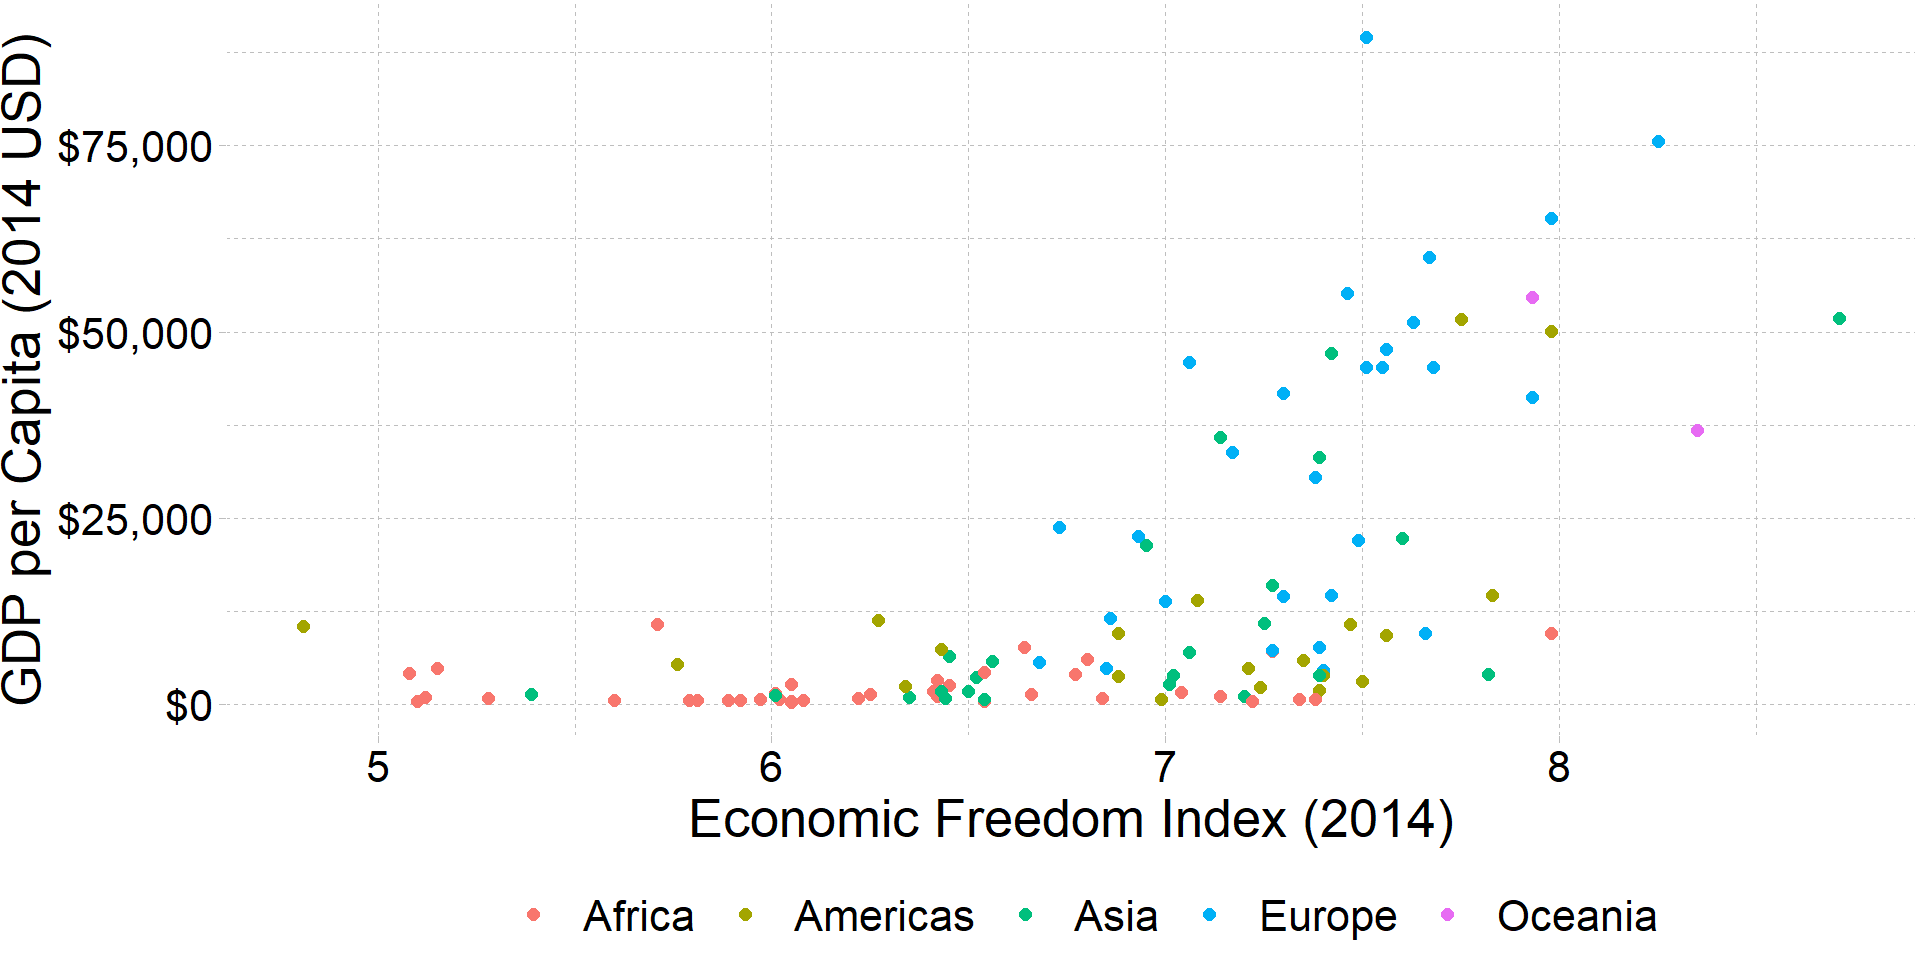 GDP per Capita (2014 USD)
$75,000
$50,000
$25,000
$0
5 6 7 8
Economic Freedom Index (2014)
Africa Americas Asia Europe Oceania